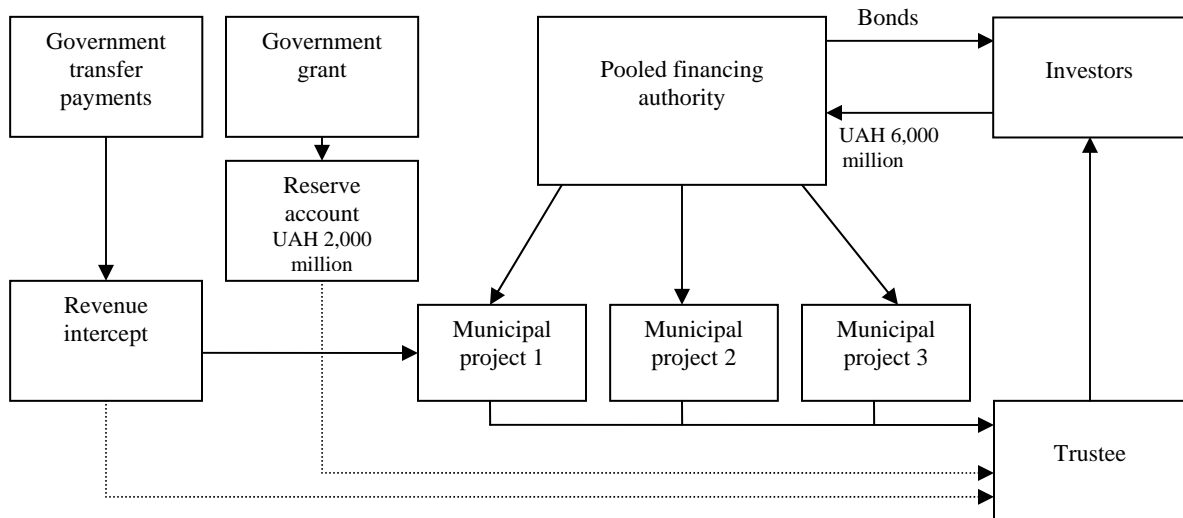 Government
transfer
payments
Government
grant
Pooled financing
authority
Bonds
Investors
UAH 6,000
million
Reserve
account
UAH 2,000
million
Revenue
intercept
Municipal
project 1
Municipal
project 2
Municipal
project 3
Trustee